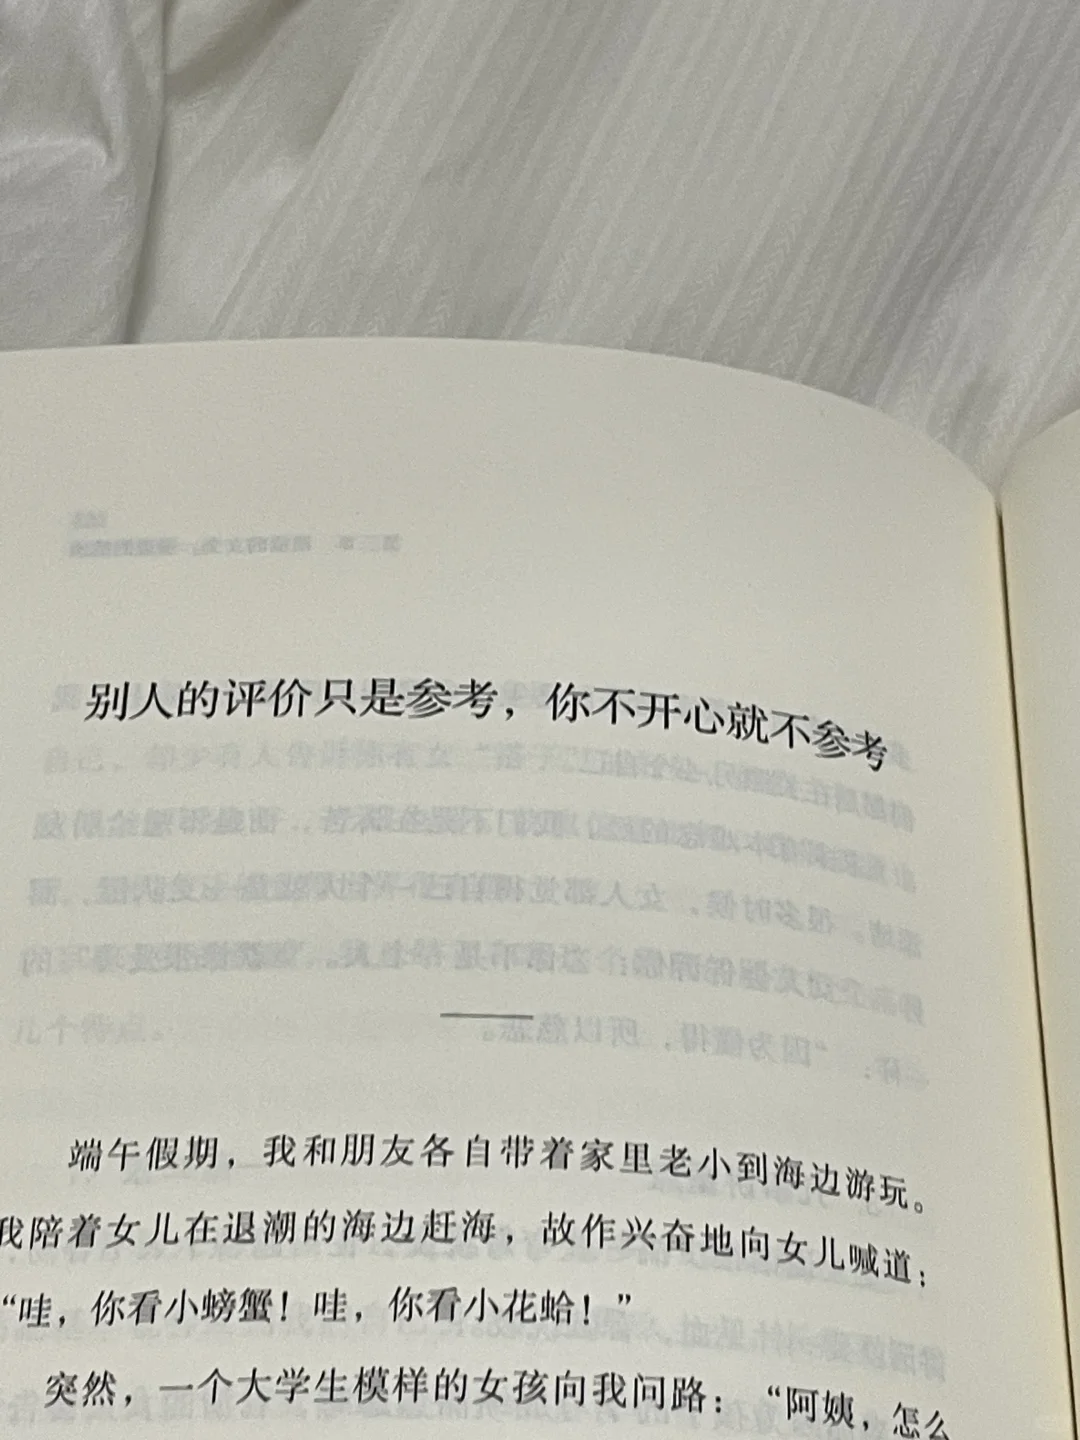 别人的评价只是参考，你不开心就不参考
端午假期，我和朋友各自带着家里老小到海边游玩。
我陪着女儿在退潮的海边赶海，故作兴奋地向女儿喊道：
“哇，你看小螃蟹！哇，你看小花蛤！”
突然，一个大学生模样的女孩向我问路：“阿姨，怎么